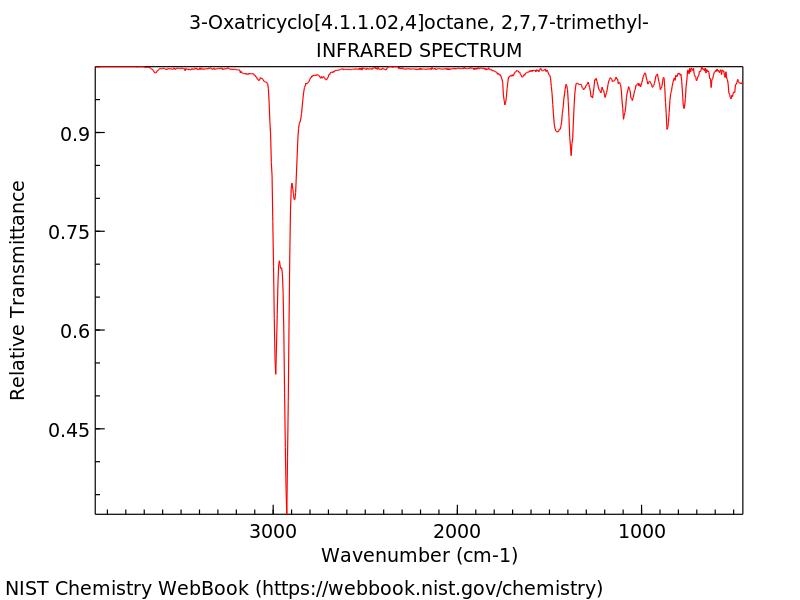 3-Oxatricyclo[4.1.1.02,4]octane, 2,7,7-trimethyl-
INFRARED SPECTRUM
0.9
0.75
0.6
0.45
Relative Transmittance
3000 2000 1000
Wavenumber (cm-1)
NIST Chemistry WebBook (https://webbook.nist.gov/chemistry)